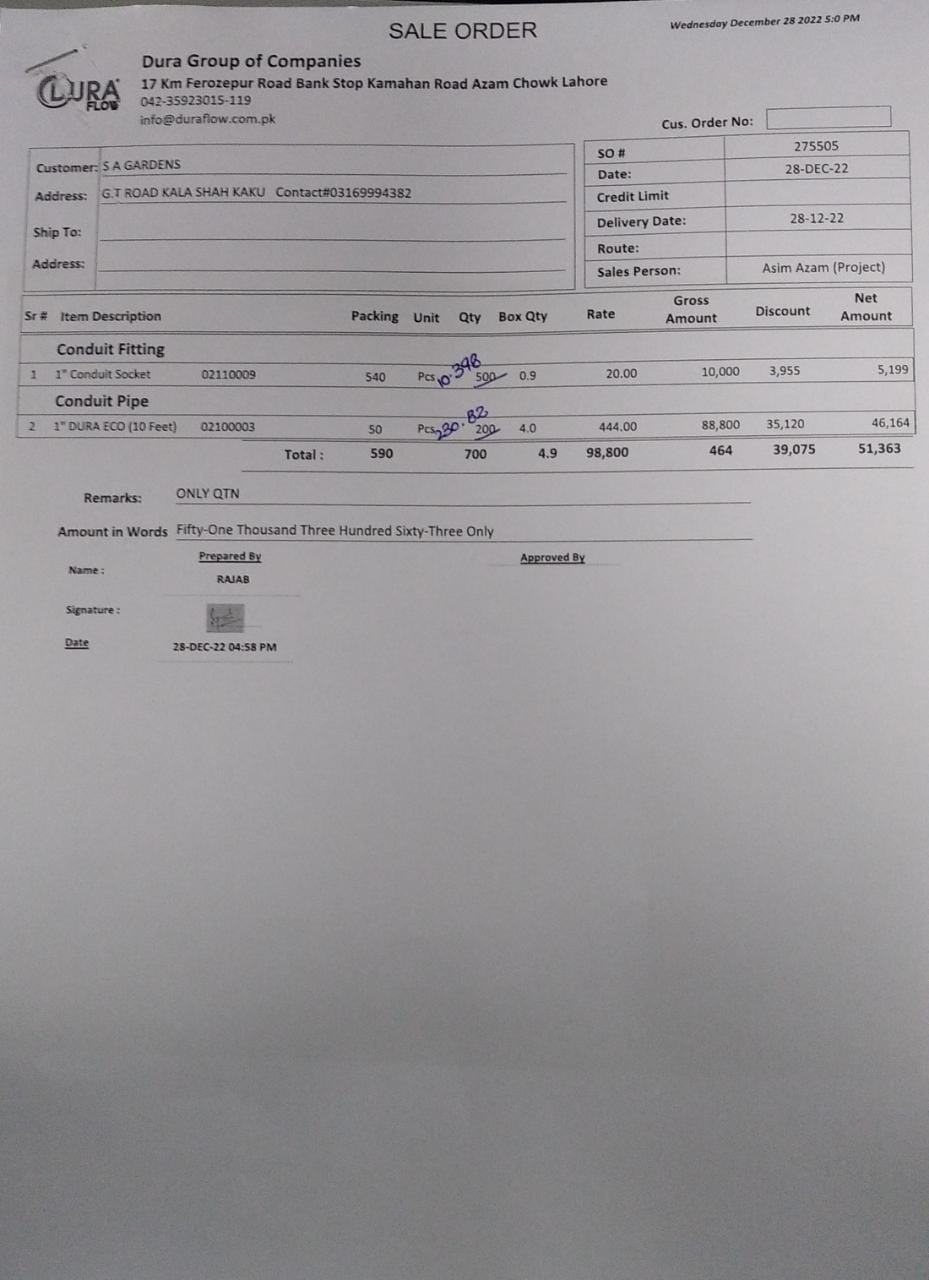 SALE ORDER
Wednesday December 28 2022 5:0 PM
DURA FLOW
Dura Group of Companies
17 Km Ferozepur Road Bank Stop Kamahan Road Azam Chowk Lahore
042-35923015-119
info@duraflow.com.pk
Cus. Order No:
Customer: S A GARDENS
Address: G.T ROAD KALA SHAH KAKU Contact#03169994382
Ship To:
Address:
SO # 275505
Date: 28-DEC-22
Credit Limit
Delivery Date: 28-12-22
Route:
Sales Person: Asim Azam (Project)
Sr # Item Description Packing Unit Qty Box Qty Rate Gross Amount Discount Net Amount
Conduit Fitting
10.398
1 1" Conduit Socket 02110009 540 Pcs 500 0.9 20.00 10,000 3,955 5,199
Conduit Pipe
230.82
2 1" DURA ECO (10 Feet) 02100003 50 Pcs 200 4.0 444.00 88,800 35,120 46,164
Total : 590 700 4.9 98,800 464 39,075 51,363
Remarks: ONLY QTN
Amount in Words Fifty-One Thousand Three Hundred Sixty-Three Only
Prepared By Approved By
Name : RAJAB
Signature :
Date 28-DEC-22 04:58 PM